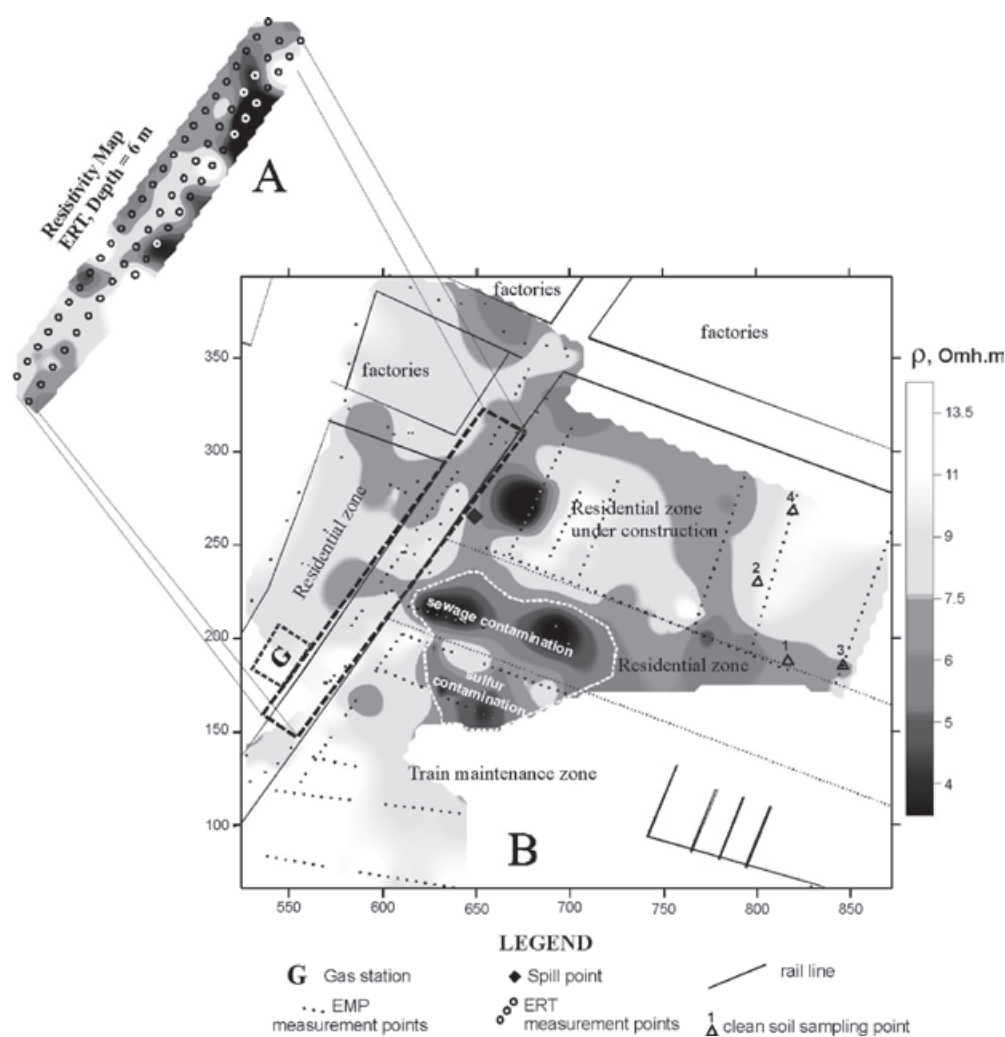 Resistivity Map
ERT, Depth = 6 m
A
factories
factories
factories
ρ, Omh.m
350
300
250
200
150
100
13.5
11
9
7.5
6
5
4
Residential zone
Residential zone
under construction
4
2
1
3
sewage contamination
sulfur
contamination
Residential zone
G
Train maintenance zone
B
550
600
650
700
750
800
850
LEGEND
G Gas station
Spill point
rail line
EMP
measurement points
ERT
measurement points
1
clean soil sampling point